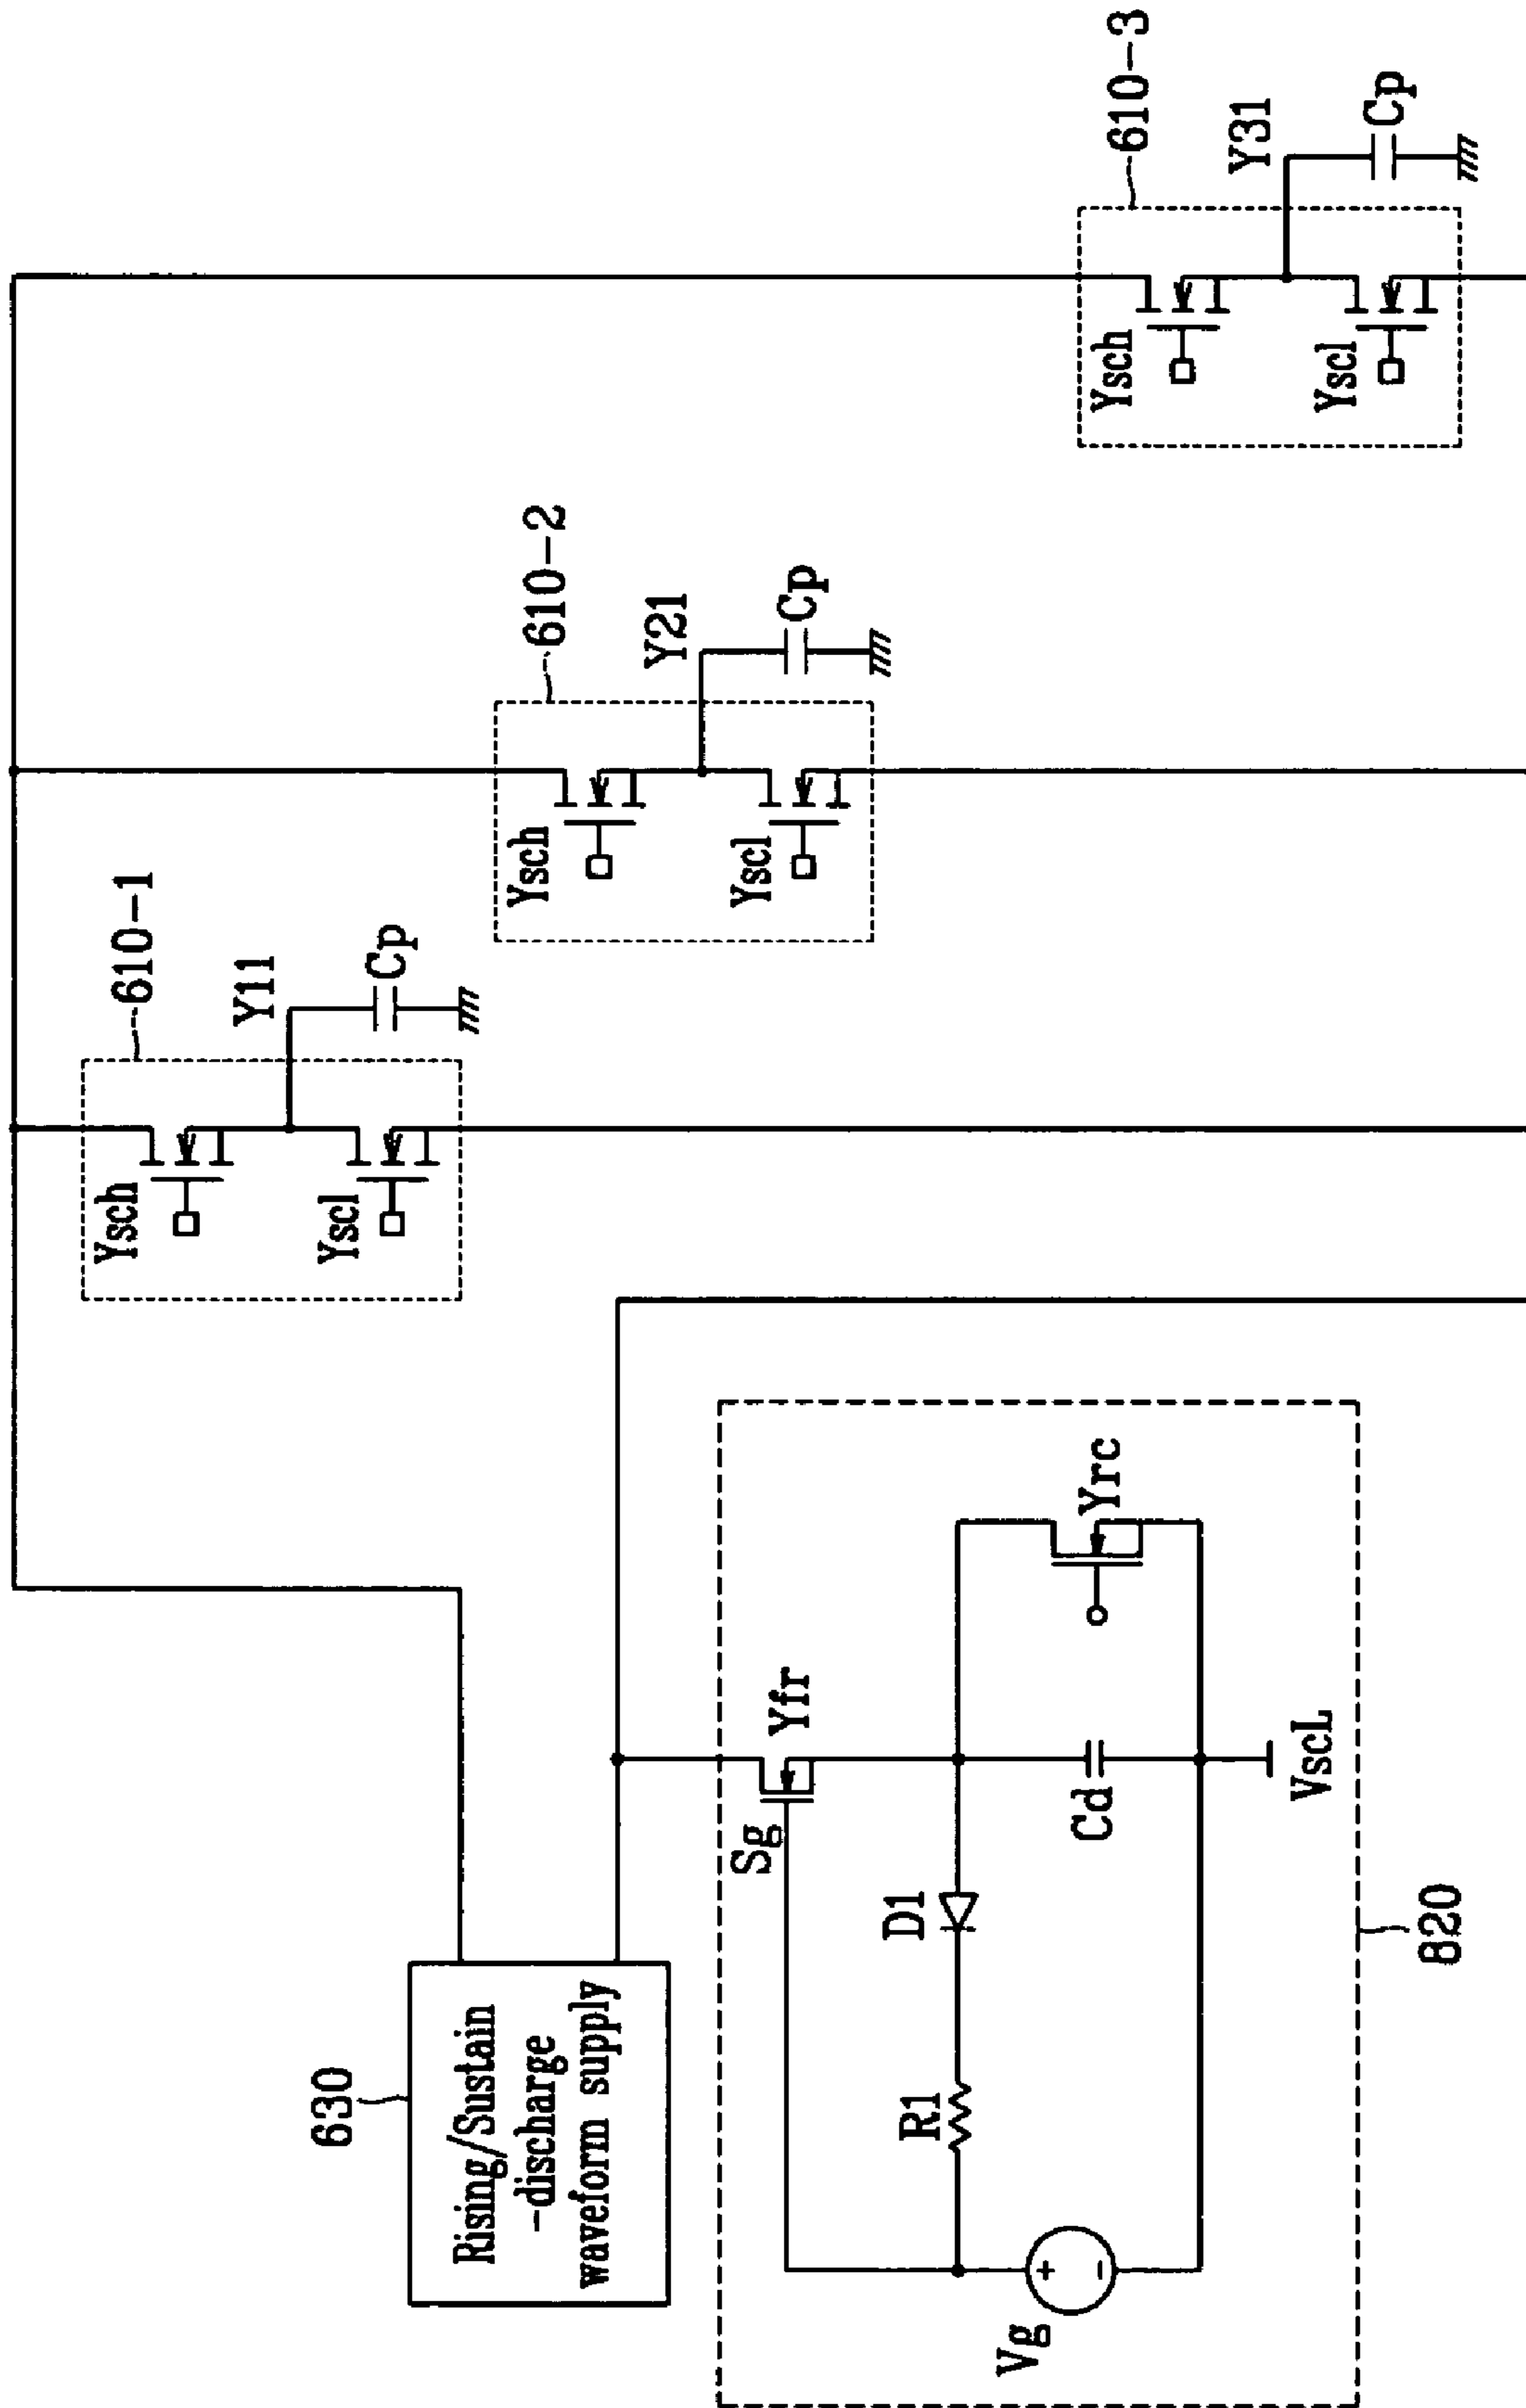 630
Rising/Sustain
-discharge
waveform supply
610-1
Ysch
Yscl
Y11
Cp
610-2
Ysch
Yscl
Y21
Cp
610-3
Ysch
Yscl
Y31
Cp
Sg
Yfr
R1
D1
Cd
Yrc
Vg
+
-
VscL
820